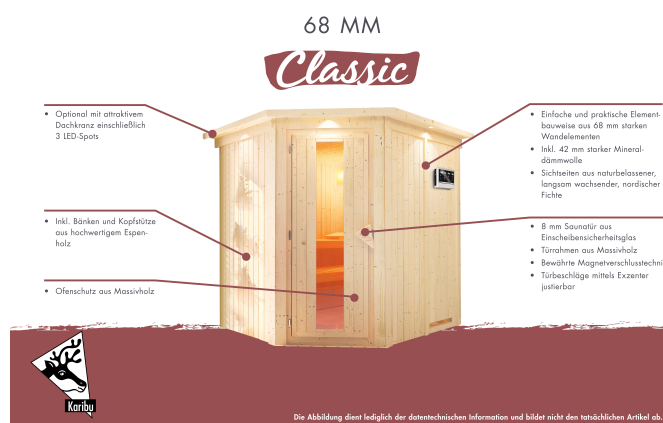 68 MM
Classic
• Optional mit attraktivem
Dachkranz einschließlich
3 LED-Spots
• Inkl. Bänken und Kopfstütze
aus hochwertigem Espen-
holz
• Ofenschutz aus Massivholz
• Einfache und praktische Element-
bauweise aus 68 mm starken
Wandelementen
• Inkl. 42 mm starker Mineral-
dämmwolle
• Sichtseiten aus naturbelassener,
langsam wachsender, nordischer
Fichte
• 8 mm Saunatür aus
Einscheibensicherheitsglas
• Türrahmen aus Massivholz
• Bewährte Magnetverschlusstechni
• Türbeschläge mittels Exzenter
justierbar
Karibu
Die Abbildung dient lediglich der datentechnischen Information und bildet nicht den tatsächlichen Artikel ab.